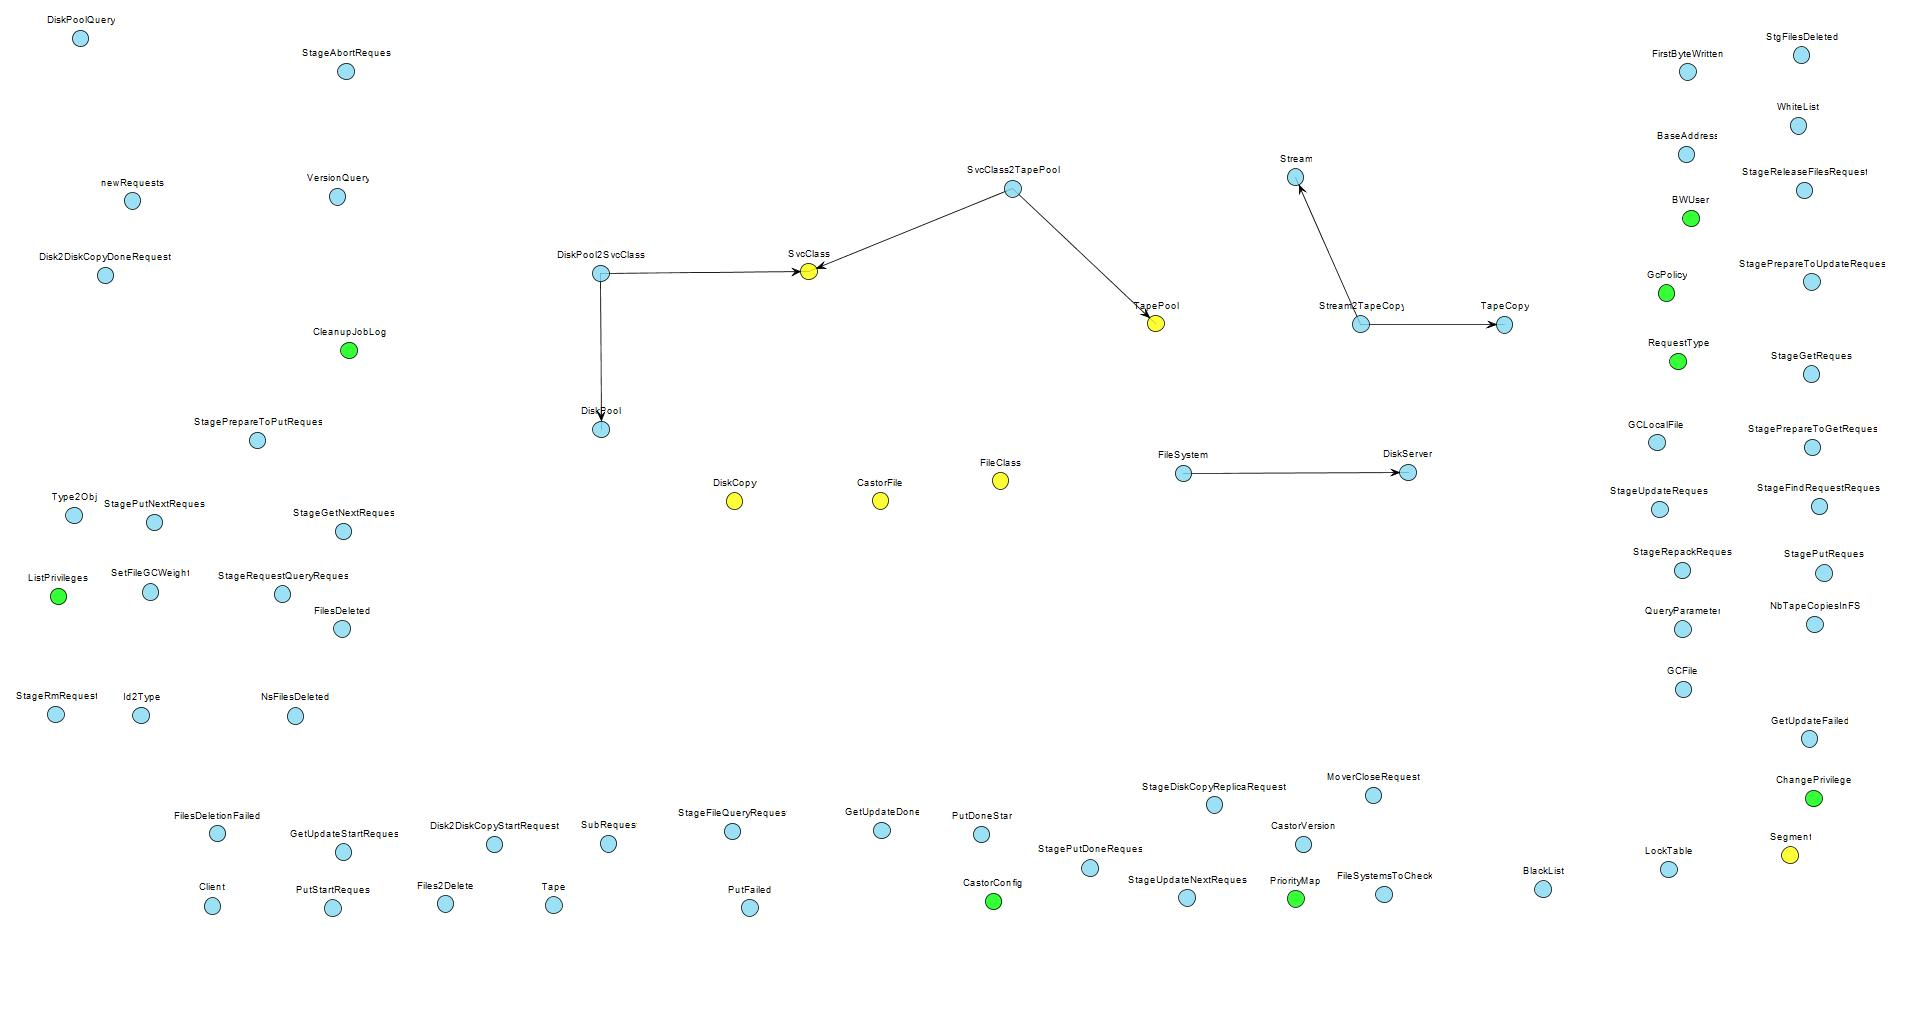 DiskPoolQuery
StageAbortReques
StgFilesDeleted
FirstByteWritten
WhiteList
BaseAddress
Stream
SvcClass2TapePool
StageReleaseFilesRequest
newRequests
VersionQuery
BWUser
Disk2DiskCopyDoneRequest
DiskPool2SvcClass
SvcClass
StagePrepareToUpdateReques
GcPolicy
CleanupJobLog
TapePool
Stream2TapeCopy
TapeCopy
RequestType
StageGetReques
StagePrepareToPutReques
DiskPool
GCLocalFile
StagePrepareToGetReques
FileClass
FileSystem
DiskServer
DiskCopy
CastorFile
StageUpdateReques
StageFindRequestReques
Type2Obj
StagePutNextReques
StageGetNextReques
StageRepackReques
StagePutReques
ListPrivileges
SetFileGCWeight
StageRequestQueryReques
FilesDeleted
QueryParameter
NbTapeCopiesInFS
GCFile
StageRmRequest
Id2Type
NsFilesDeleted
GetUpdateFailed
MoverCloseRequest
StageDiskCopyReplicaRequest
ChangePrivilege
FilesDeletionFailed
GetUpdateStartReques
Disk2DiskCopyStartRequest
SubReques
StageFileQueryReques
GetUpdateDone
PutDoneStar
CastorVersion
Segment
StagePutDoneReques
LockTable
Client
PutStartReques
Files2Delete
Tape
PutFailed
CastorConfig
StageUpdateNextReques
PriorityMap
FileSystemsToCheck
BlackList